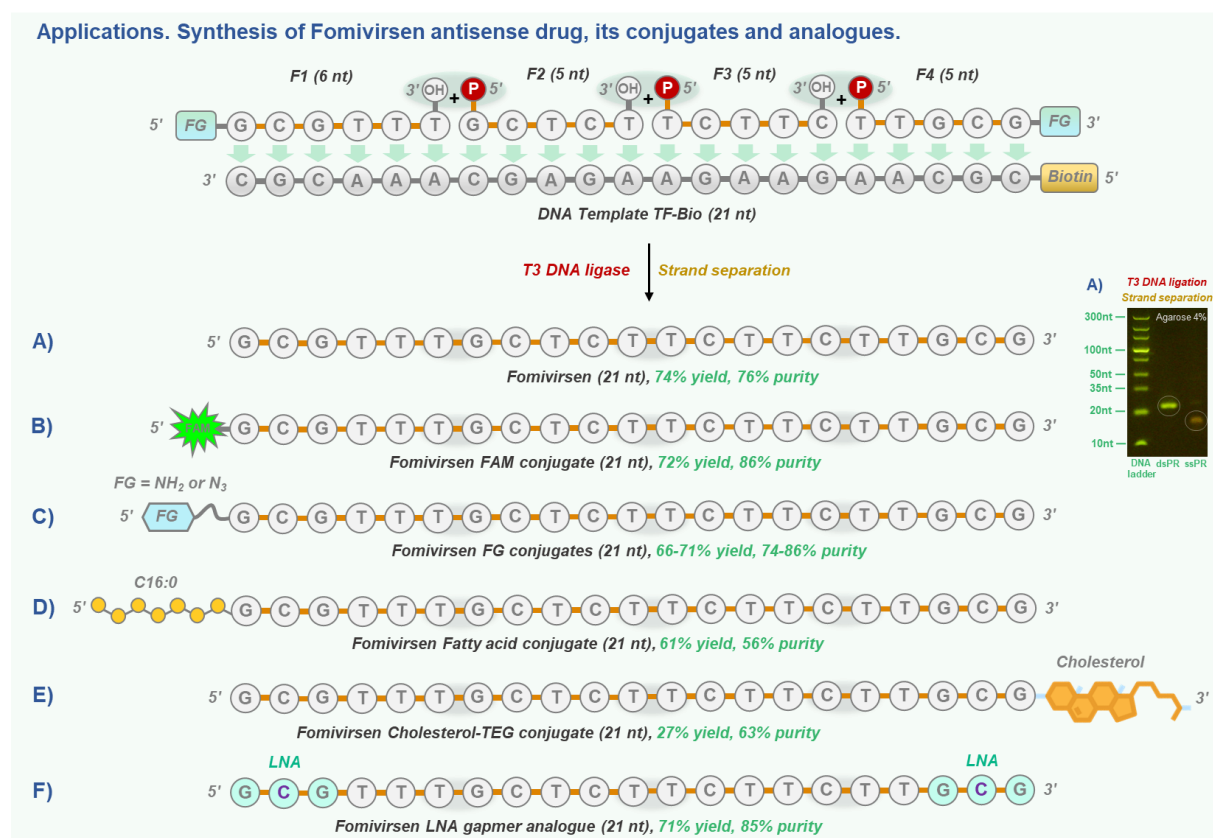 Applications. Synthesis of Fomivirsen antisense drug, its conjugates and analogues.
F1 (6 nt) F2 (5 nt) F3 (5 nt) F4 (5 nt)
3' OH + P 5' 3' OH + P 5' 3' OH + P 5'
5' FG G C G T T T G C T C T T C T T C T T G C G FG 3'
3' C G C A A A C G A G A A G A A G A A C G C Biotin 5'
DNA Template TF-Bio (21 nt)
T3 DNA ligase Strand separation
A) 5' G C G T T T G C T C T T C T T C T T G C G 3'
Fomivirsen (21 nt), 74% yield, 76% purity
B) 5' FAM G C G T T T G C T C T T C T T C T T G C G 3'
Fomivirsen FAM conjugate (21 nt), 72% yield, 86% purity
FG = NH₂ or N₃
C) 5' FG G C G T T T G C T C T T C T T C T T G C G 3'
Fomivirsen FG conjugates (21 nt), 66-71% yield, 74-86% purity
C16:0
D) 5' G C G T T T G C T C T T C T T C T T G C G 3'
Fomivirsen Fatty acid conjugate (21 nt), 61% yield, 56% purity
Cholesterol
E) 5' G C G T T T G C T C T T C T T C T T G C G 3'
Fomivirsen Cholesterol-TEG conjugate (21 nt), 27% yield, 63% purity
LNA LNA
F) 5' G C G T T T G C T C T T C T T C T T G C G 3'
Fomivirsen LNA gapmer analogue (21 nt), 71% yield, 85% purity
A) T3 DNA ligation
Strand separation
300nt Agarose 4%
100nt
50nt
35nt
20nt
10nt
DNA ladder dsPR ssPR